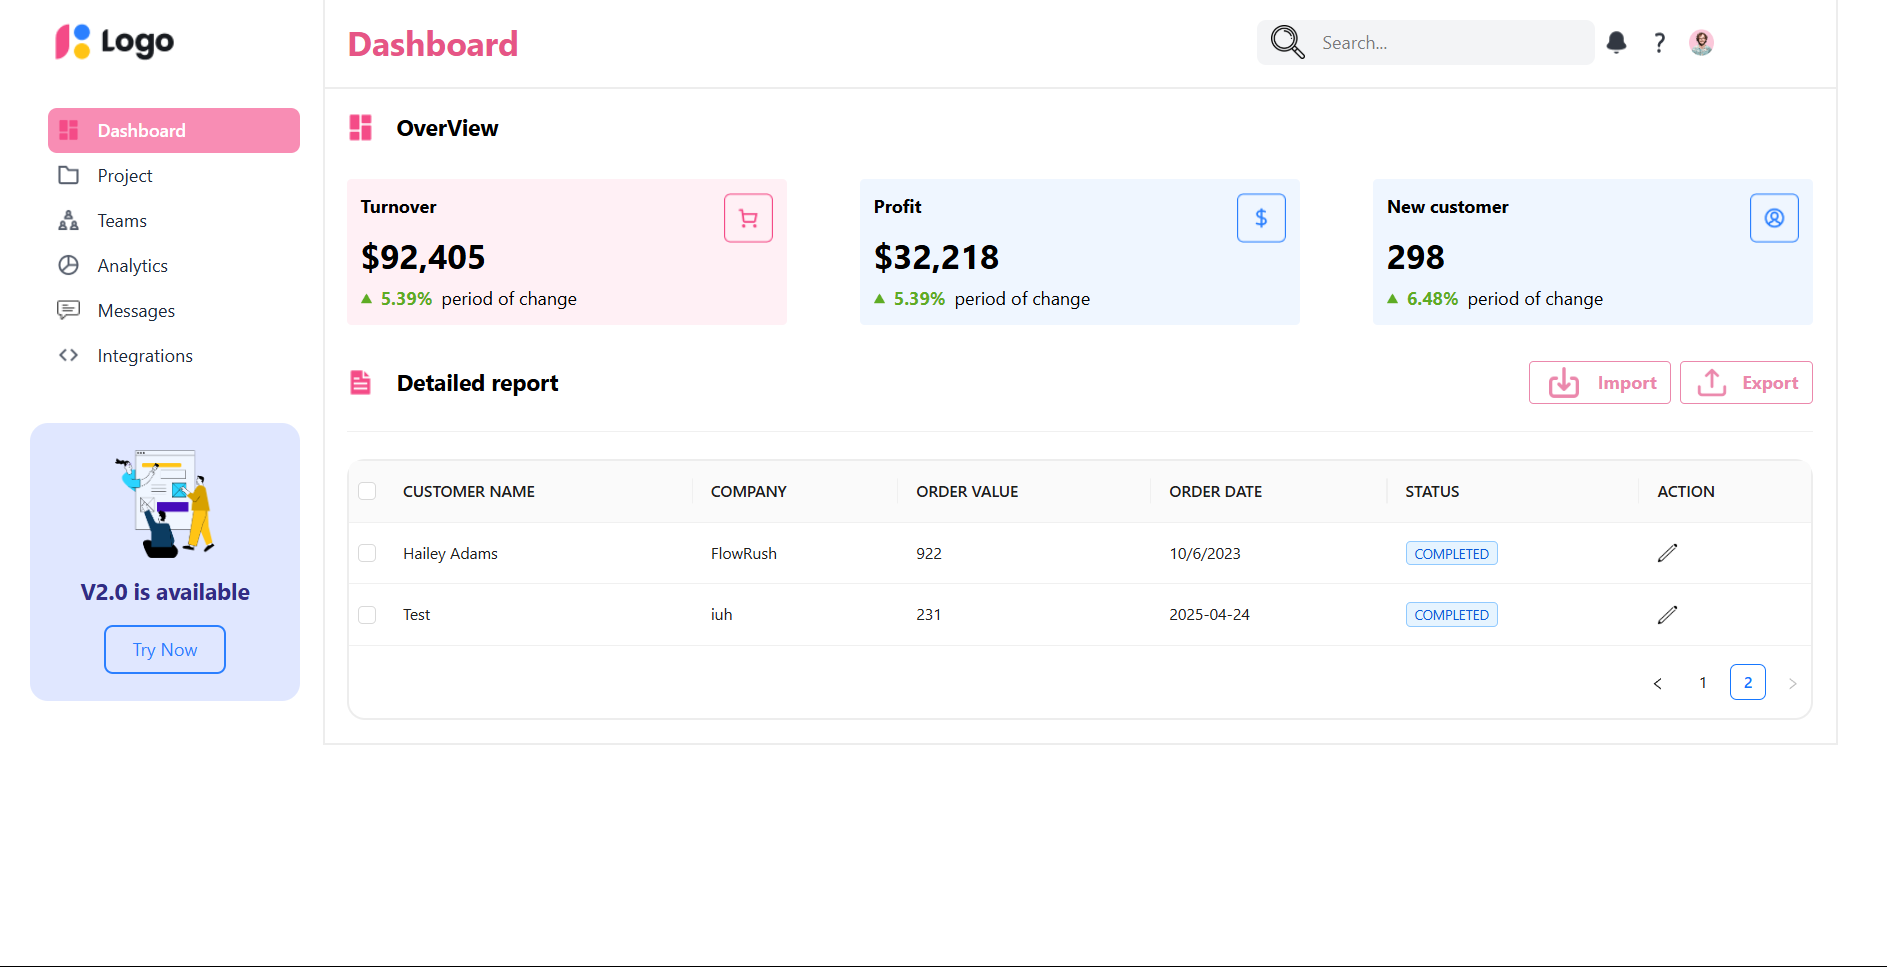 Logo
Dashboard
Search...
?
Dashboard
Project
Teams
Analytics
Messages
Integrations
V2.0 is available
Try Now
OverView
Turnover
$92,405
5.39% period of change
Profit
$
$32,218
5.39% period of change
New customer
298
6.48% period of change
Detailed report
Import
Export
CUSTOMER NAME COMPANY ORDER VALUE ORDER DATE STATUS ACTION
Hailey Adams FlowRush 922 10/6/2023 COMPLETED
Test iuh 231 2025-04-24 COMPLETED
< 1 2 >